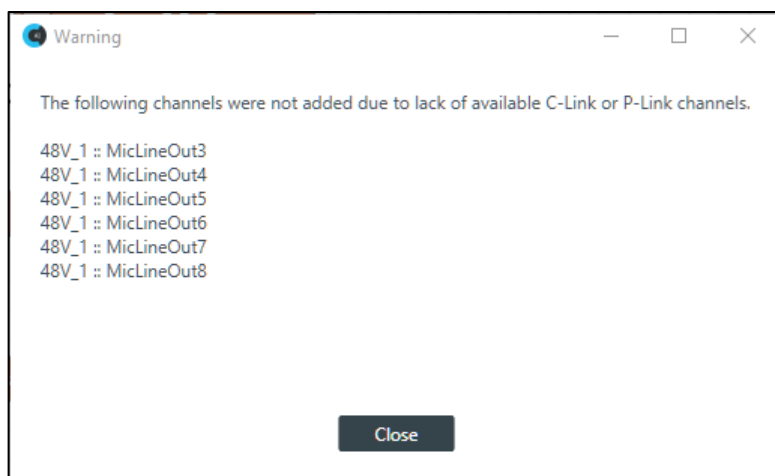 Warning
The following channels were not added due to lack of available C-Link or P-Link channels.
48V_1 :: MicLineOut3
48V_1 :: MicLineOut4
48V_1 :: MicLineOut5
48V_1 :: MicLineOut6
48V_1 :: MicLineOut7
48V_1 :: MicLineOut8
Close